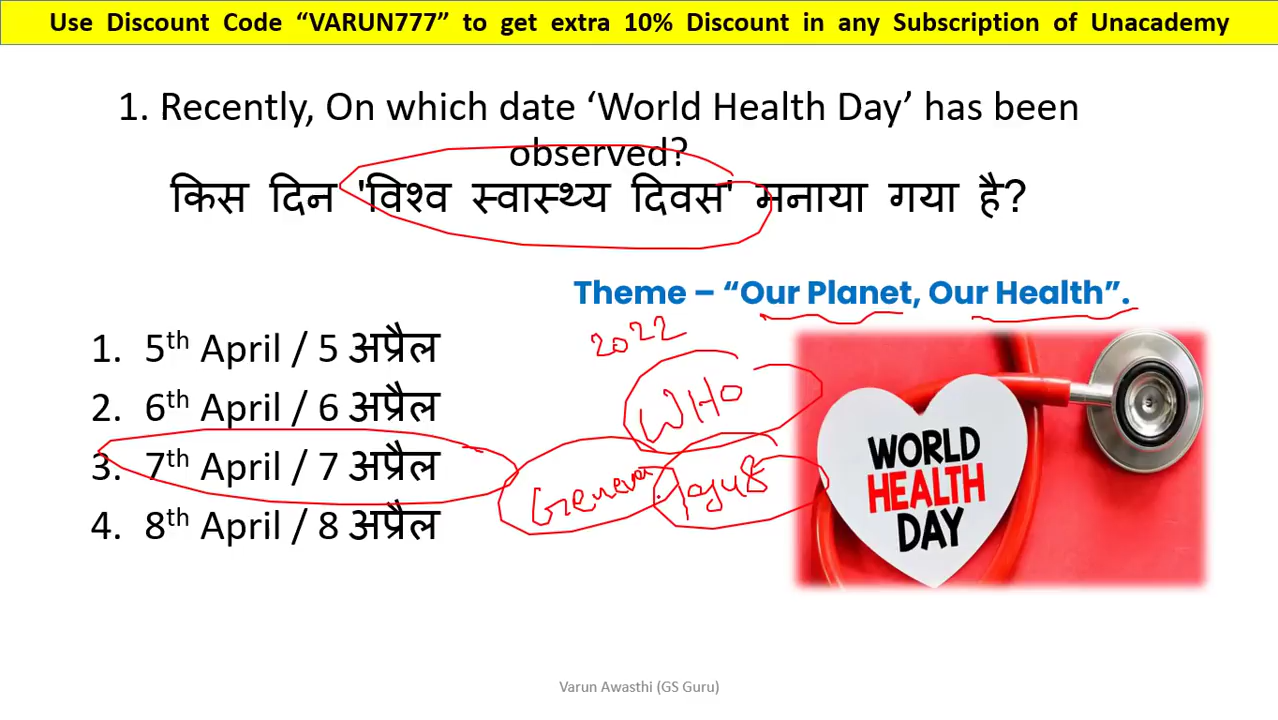 Use Discount Code “VARUN777” to get extra 10% Discount in any Subscription of Unacademy
1. Recently, On which date ‘World Health Day’ has been
observed?
किस दिन 'विश्व स्वास्थ्य दिवस' मनाया गया है?
Theme – “Our Planet, Our Health”.
2022
1. 5th April / 5 अप्रैल
2. 6th April / 6 अप्रैल
WHO
3. 7th April / 7 अप्रैल
Geneva
4. 8th April / 8 अप्रैल
WORLD
HEALTH
DAY
Varun Awasthi (GS Guru)